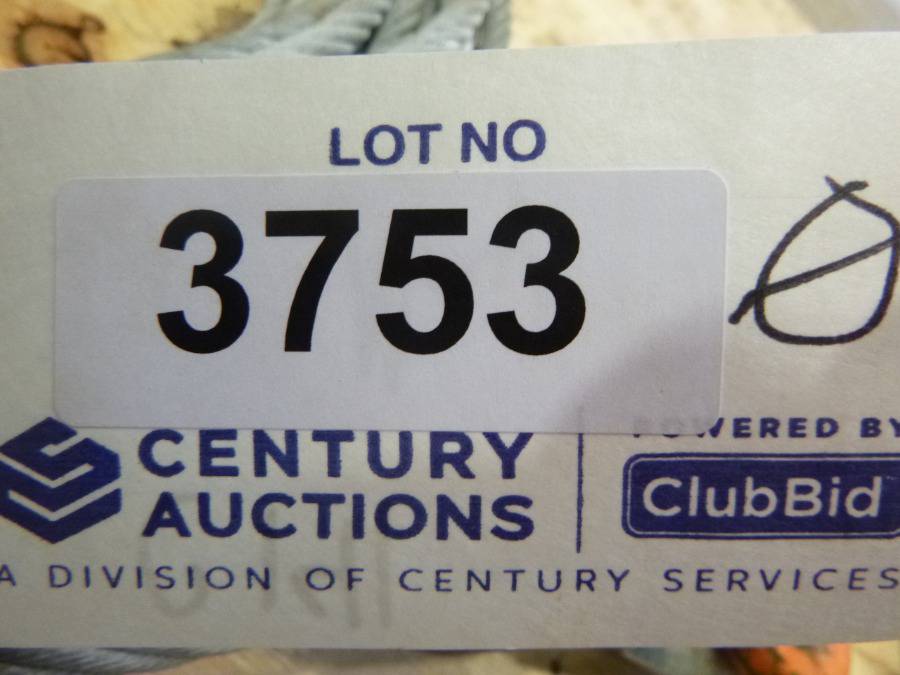 LOT NO
3753
Ø
CENTURY
AUCTIONS
POWERED BY
ClubBid
A DIVISION OF CENTURY SERVICES